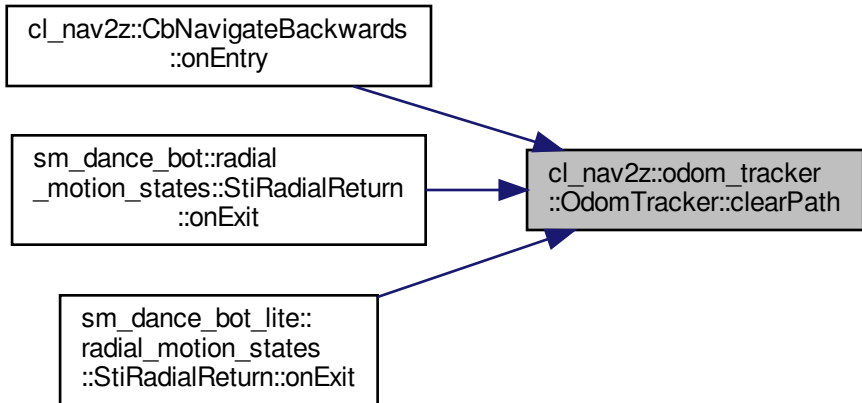 cl_nav2z::CbNavigateBackwards
::onEntry
sm_dance_bot::radial
_motion_states::StiRadialReturn
::onExit
cl_nav2z::odom_tracker
::OdomTracker::clearPath
sm_dance_bot_lite::
radial_motion_states
::StiRadialReturn::onExit